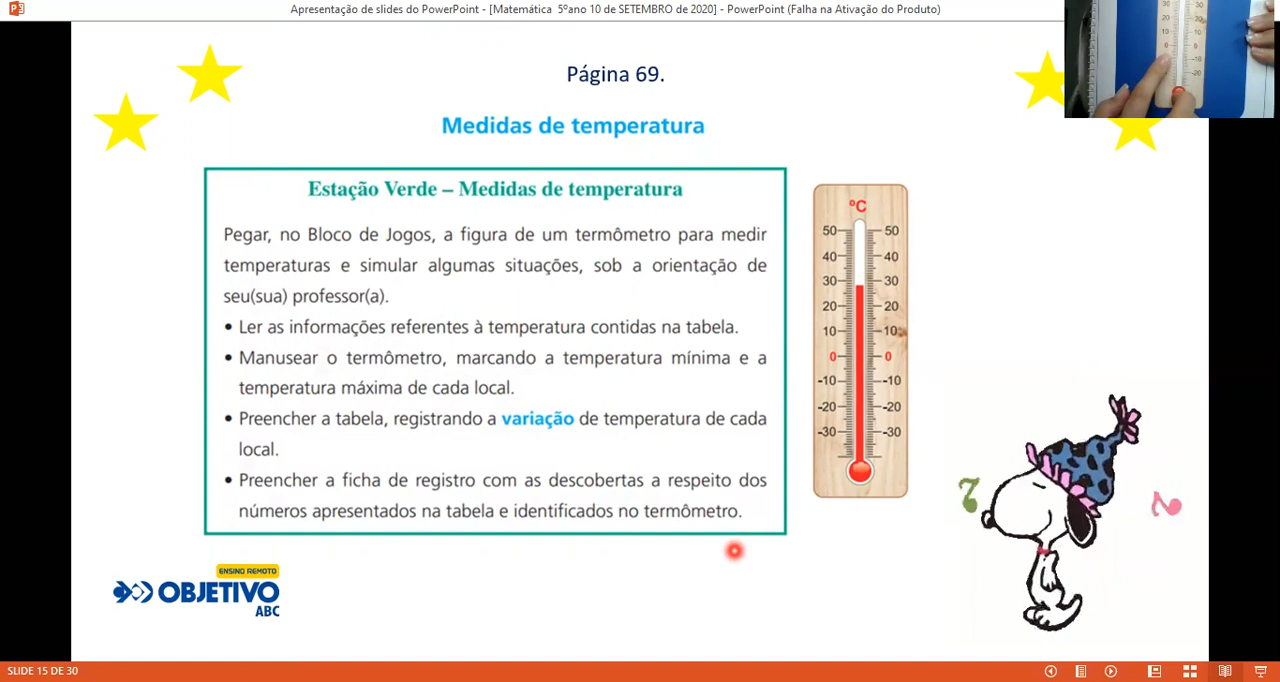 Apresentação de slides do PowerPoint - [Matemática 5ºano 10 de SETEMBRO de 2020] - PowerPoint (Falha na Ativação do Produto)
Página 69.
Medidas de temperatura
Estação Verde – Medidas de temperatura
Pegar, no Bloco de Jogos, a figura de um termômetro para medir
temperaturas e simular algumas situações, sob a orientação de
seu(sua) professor(a).
• Ler as informações referentes à temperatura contidas na tabela.
• Manusear o termômetro, marcando a temperatura mínima e a
temperatura máxima de cada local.
• Preencher a tabela, registrando a variação de temperatura de cada
local.
• Preencher a ficha de registro com as descobertas a respeito dos
números apresentados na tabela e identificados no termômetro.
ºC
50 50
40 40
30 30
20 20
10 10
0 0
-10 -10
-20 -20
-30 -30
ENSINO REMOTO
OBJETIVO
ABC
SLIDE 15 DE 30